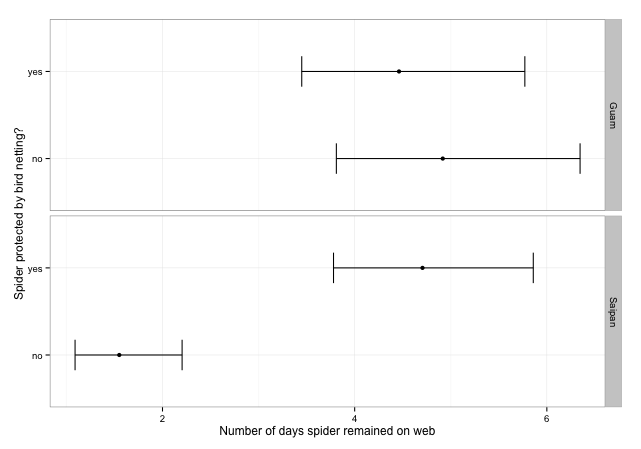 Spider protected by bird netting?
yes
no
Guam
yes
no
Saipan
2 4 6
Number of days spider remained on web